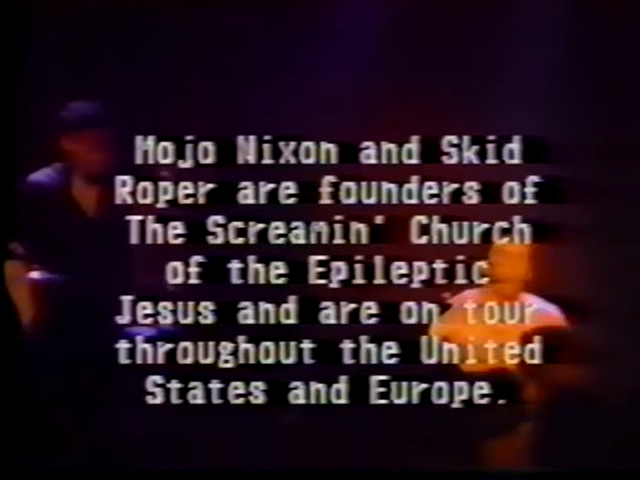 Mojo Nixon and Skid
Roper are founders of
The Screamin' Church
of the Epileptic
Jesus and are on tour
throughout the United
States and Europe.